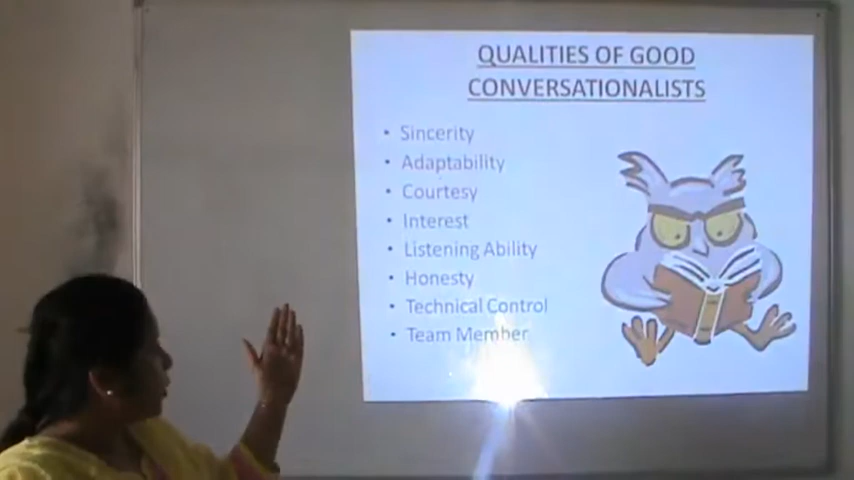 QUALITIES OF GOOD
CONVERSATIONALISTS
• Sincerity
• Adaptability
• Courtesy
• Interest
• Listening Ability
• Honesty
• Technical Control
• Team Member